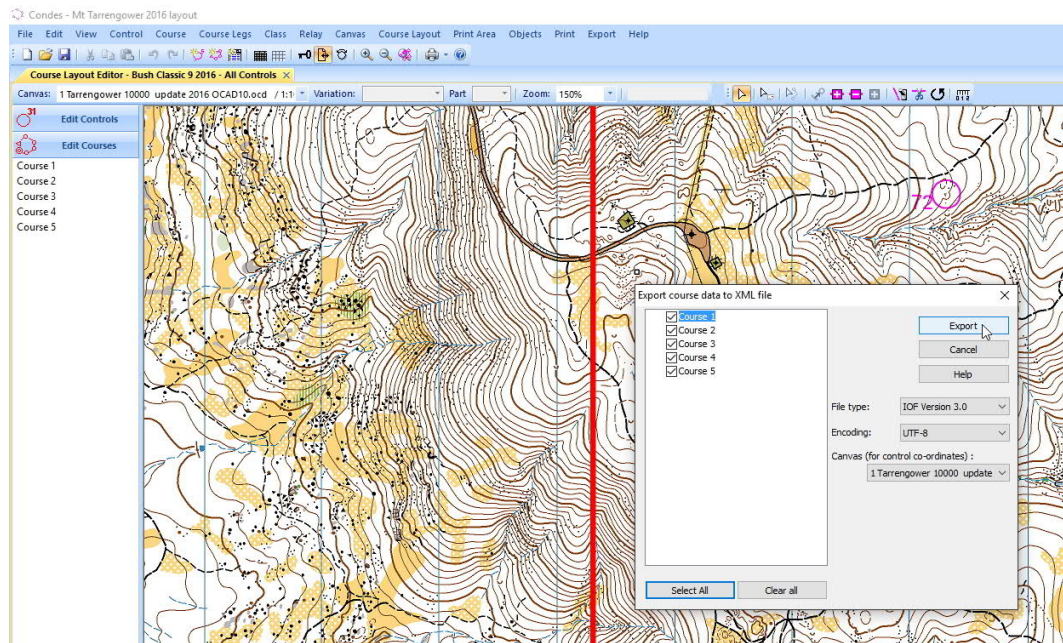 Condes - Mt Tarrengower 2016 layout
File Edit View Control Course Course Legs Class Relay Canvas Course Layout Print Area Objects Print Export Help
Course Layout Editor - Bush Classic 9 2016 - All Controls ×
Canvas: 1 Tarrengower 10000 update 2016 OCAD10.ocd / 1:1 Variation: Part Zoom: 150%
31 Edit Controls
Edit Courses
Course 1
Course 2
Course 3
Course 4
Course 5
72
Export course data to XML file
Course 1
Course 2
Course 3
Course 4
Course 5
Export
Cancel
Help
File type: IOF Version 3.0
Encoding: UTF-8
Canvas (for control co-ordinates) :
1 Tarrengower 10000 update
Select All Clear all